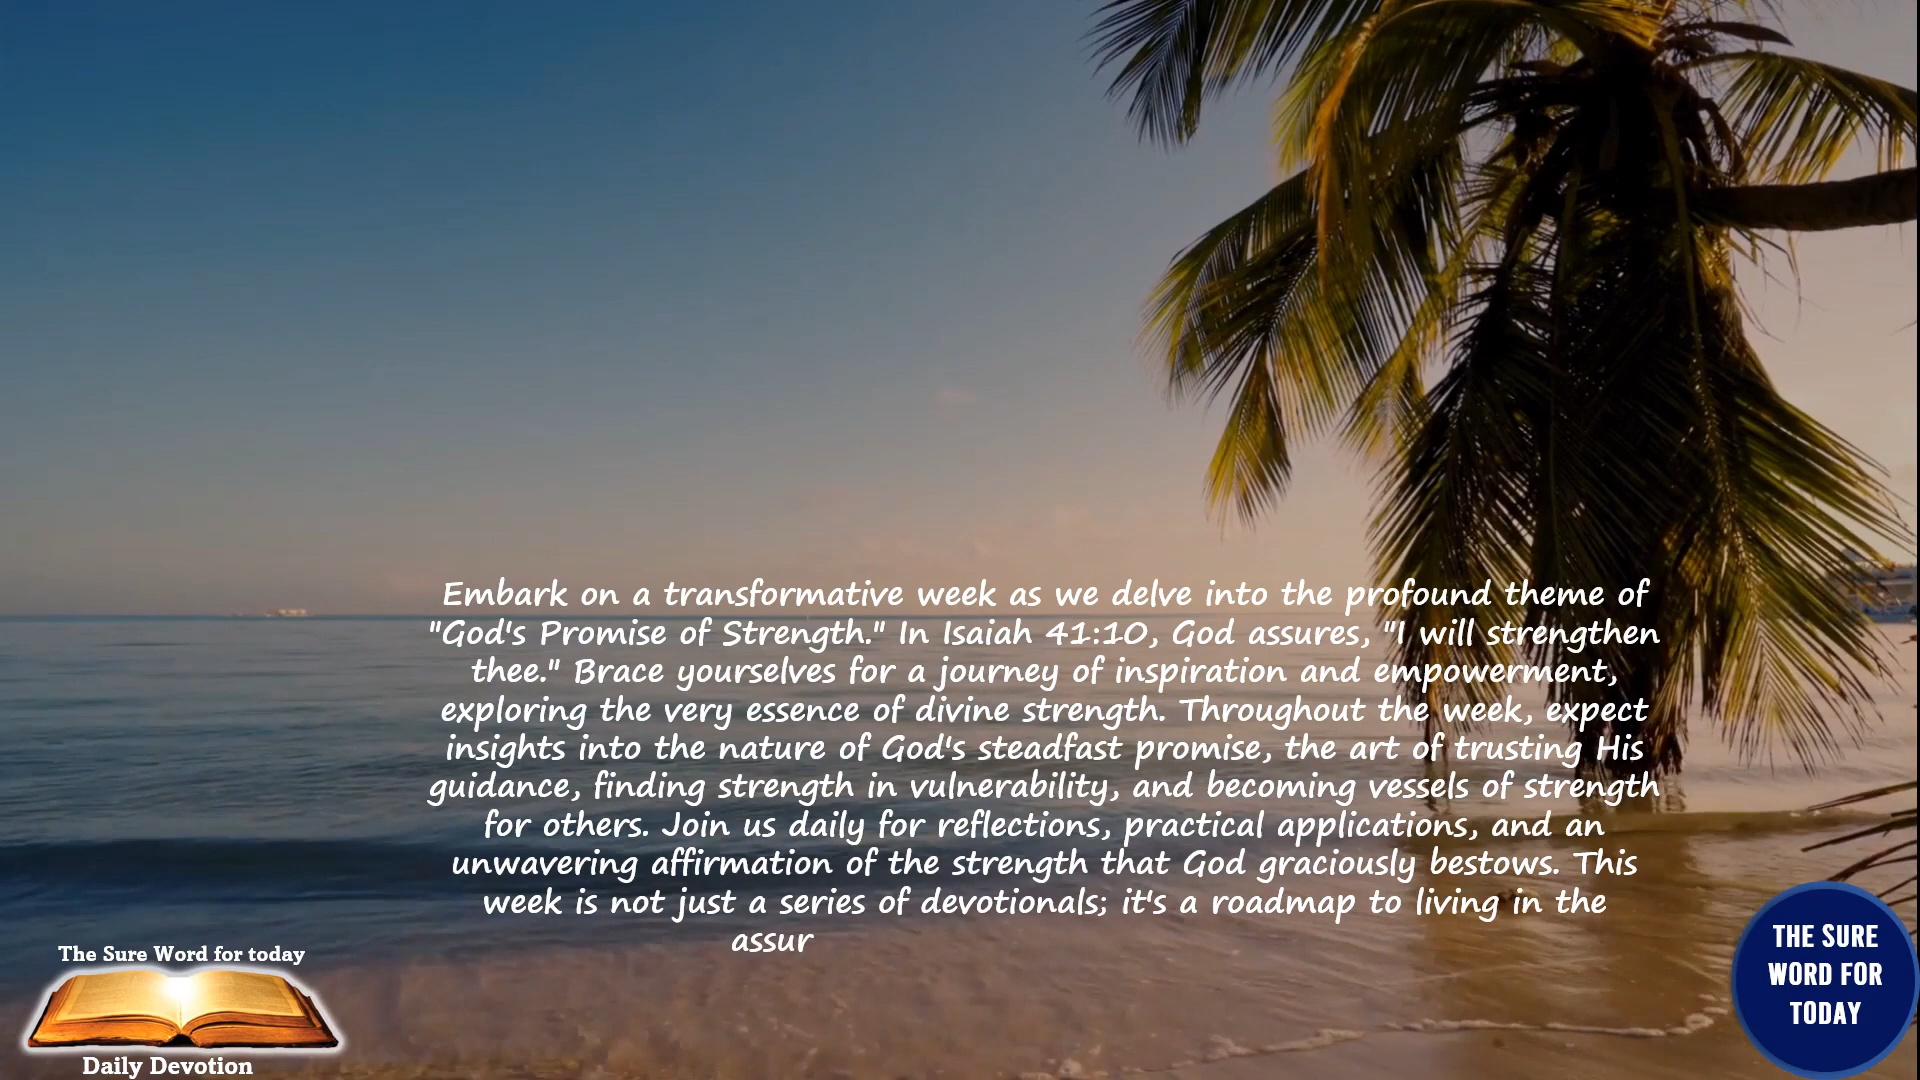 Embark on a transformative week as we delve into the profound theme of
"God's Promise of Strength." In Isaiah 41:10, God assures, "I will strengthen
thee." Brace yourselves for a journey of inspiration and empowerment,
exploring the very essence of divine strength. Throughout the week, expect
insights into the nature of God's steadfast promise, the art of trusting His
guidance, finding strength in vulnerability, and becoming vessels of strength
for others. Join us daily for reflections, practical applications, and an
unwavering affirmation of the strength that God graciously bestows. This
week is not just a series of devotionals; it's a roadmap to living in the
assur
The Sure Word for today
Daily Devotion
THE SURE
WORD FOR
TODAY